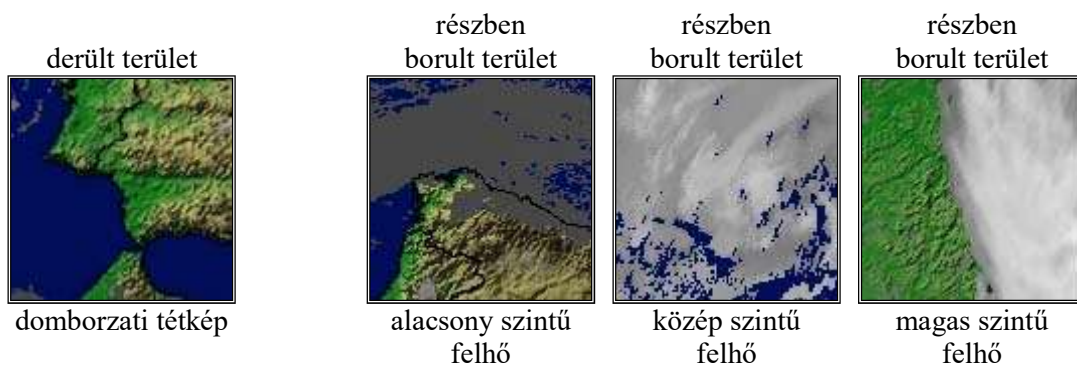 derült terület
domborzati tétkép
részben
borult terület
alacsony szintű
felhő
részben
borult terület
közép szintű
felhő
részben
borult terület
magas szintű
felhő